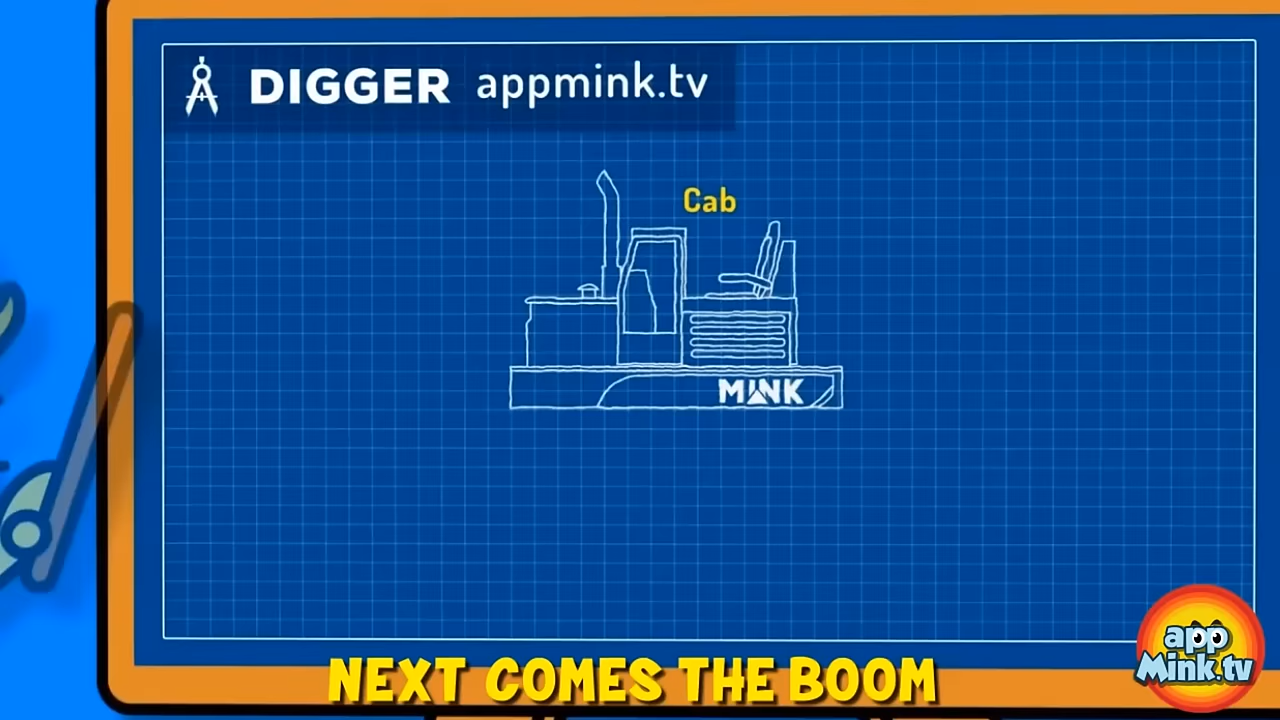 DIGGER appmink.tv
Cab
MINK
NEXT COMES THE BOOM
app
Mink.tv